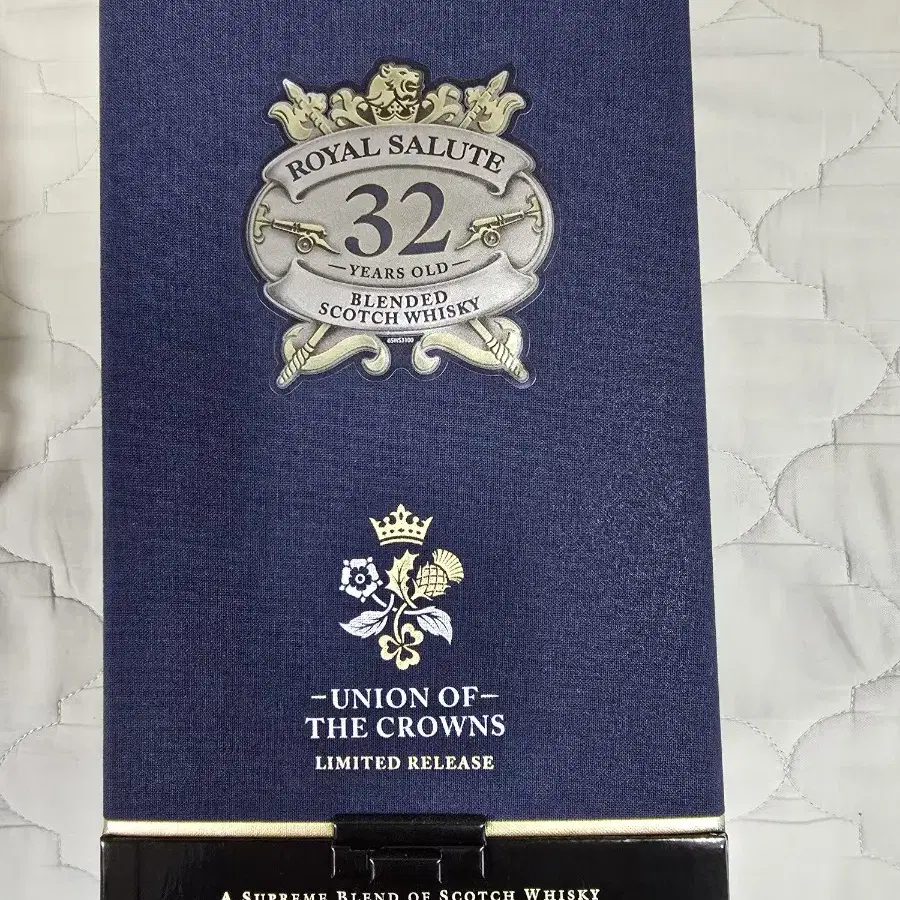 ROYAL SALUTE
32
—YEARS OLD—
BLENDED
SCOTCH WHISKY
65WS3100
–UNION OF–
THE CROWNS
LIMITED RELEASE
A SUPREME BLEND OF SCOTCH WHISKY